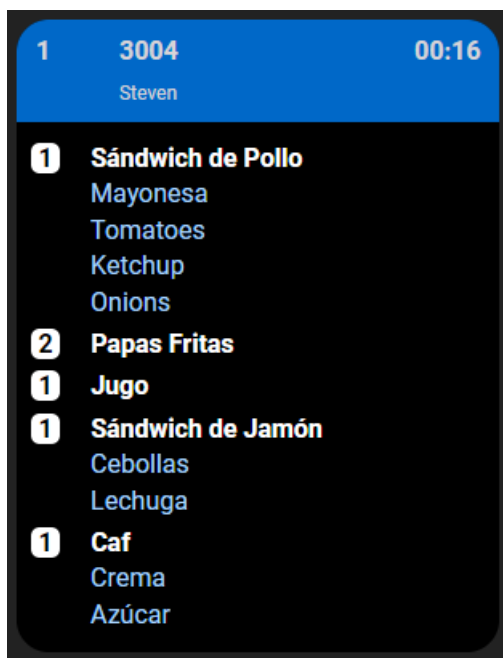 1 3004 00:16
Steven
1 Sándwich de Pollo
Mayonesa
Tomatoes
Ketchup
Onions
2 Papas Fritas
1 Jugo
1 Sándwich de Jamón
Cebollas
Lechuga
1 Caf
Crema
Azúcar